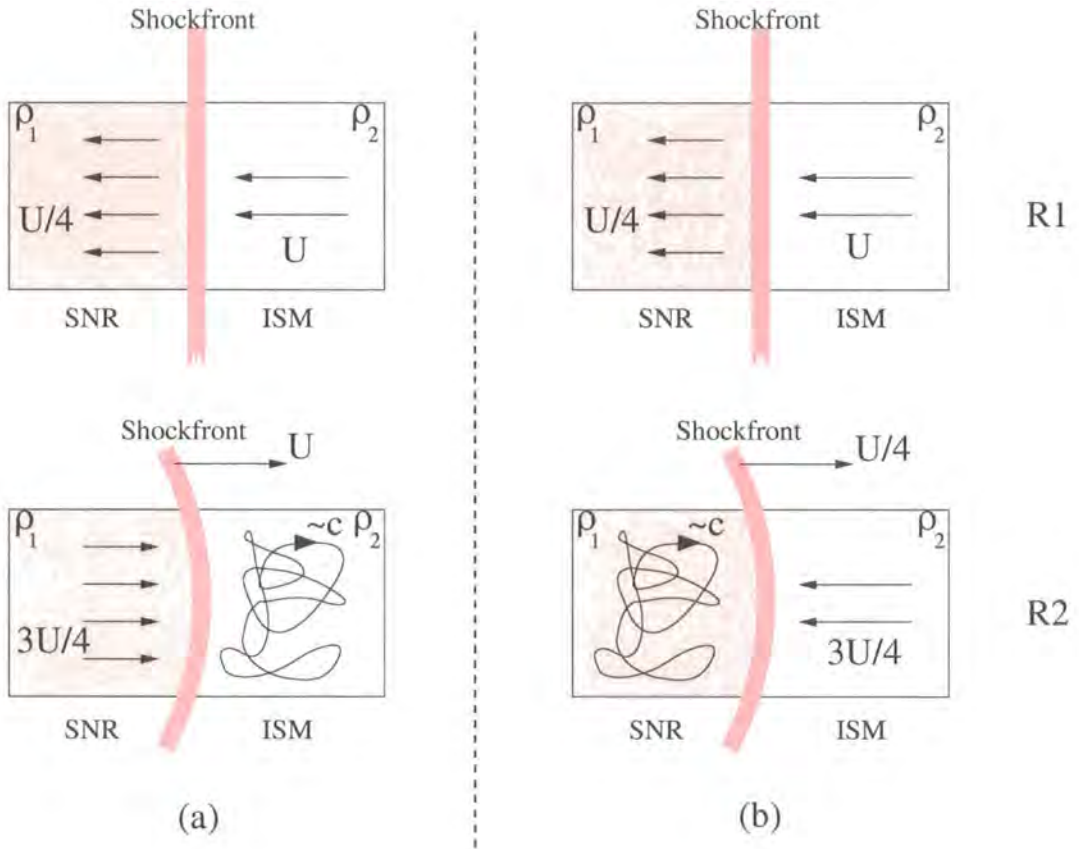 Shockfront
ρ₁ ρ₂
U/4
U
SNR ISM
Shockfront
ρ₁ ρ₂
U/4
U
SNR ISM
R1
Shockfront
U
ρ₁ ~c ρ₂
3U/4
SNR ISM
Shockfront
U/4
ρ₁ ~c ρ₂
3U/4
SNR ISM
R2
(a)
(b)